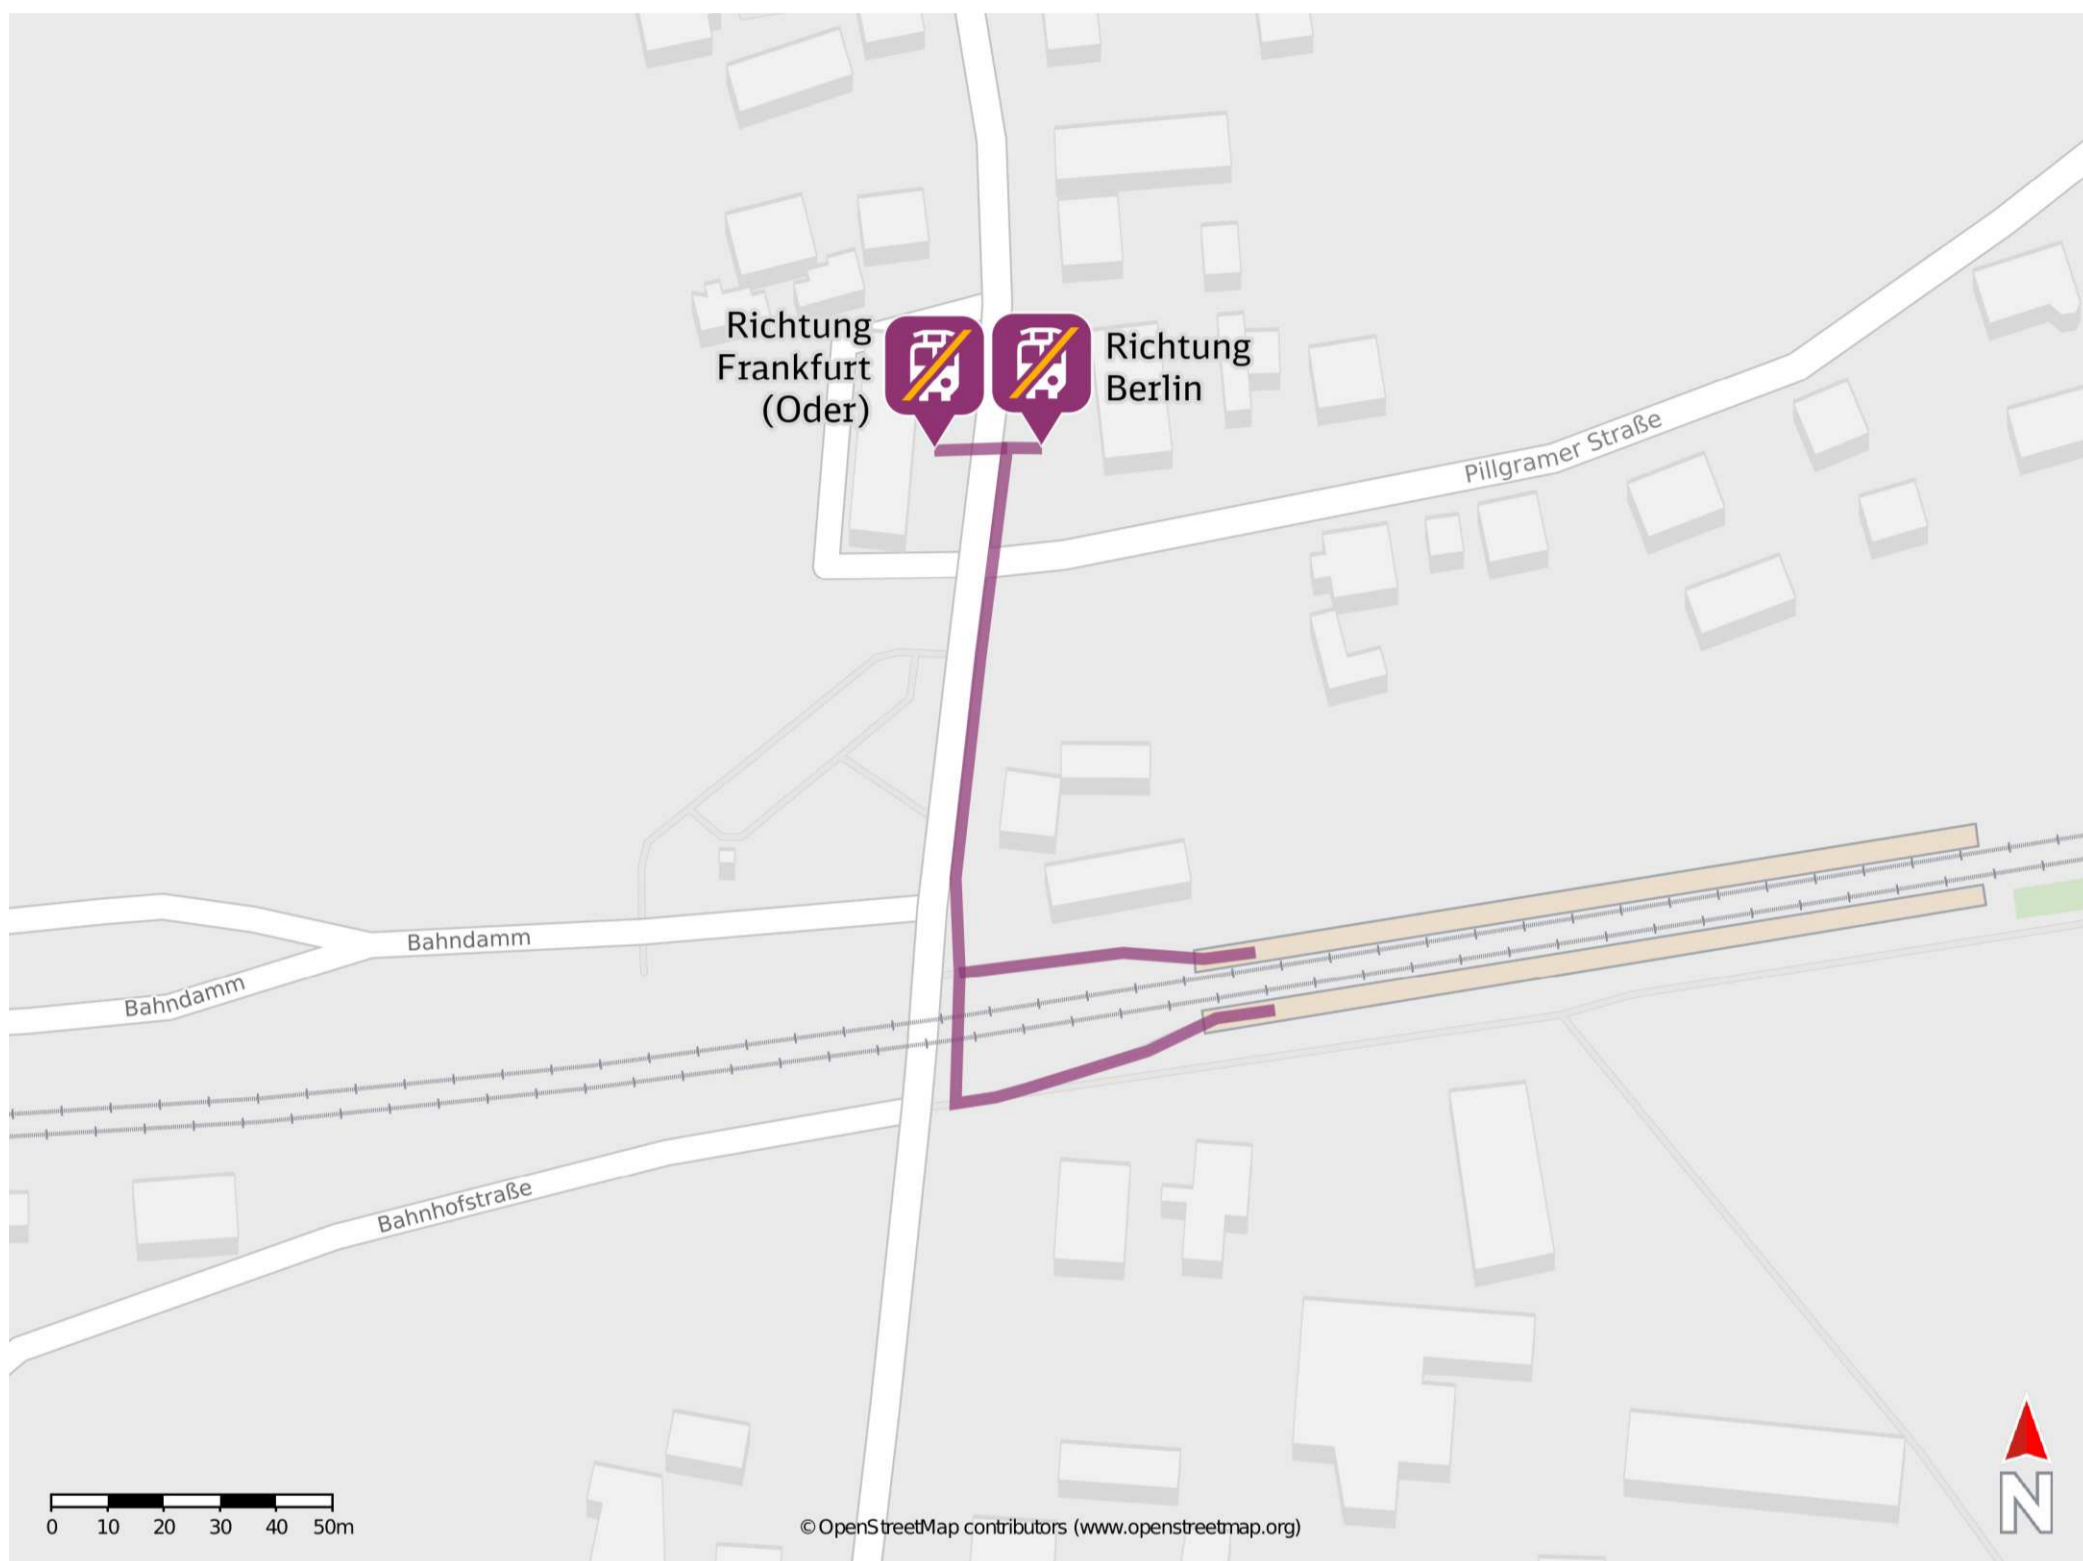 Richtung
Frankfurt
(Oder)
Richtung
Berlin
Pillgramer Straße
Bahndamm
Bahndamm
Bahnhofstraße
0 10 20 30 40 50m
© OpenStreetMap contributors (www.openstreetmap.org)
N